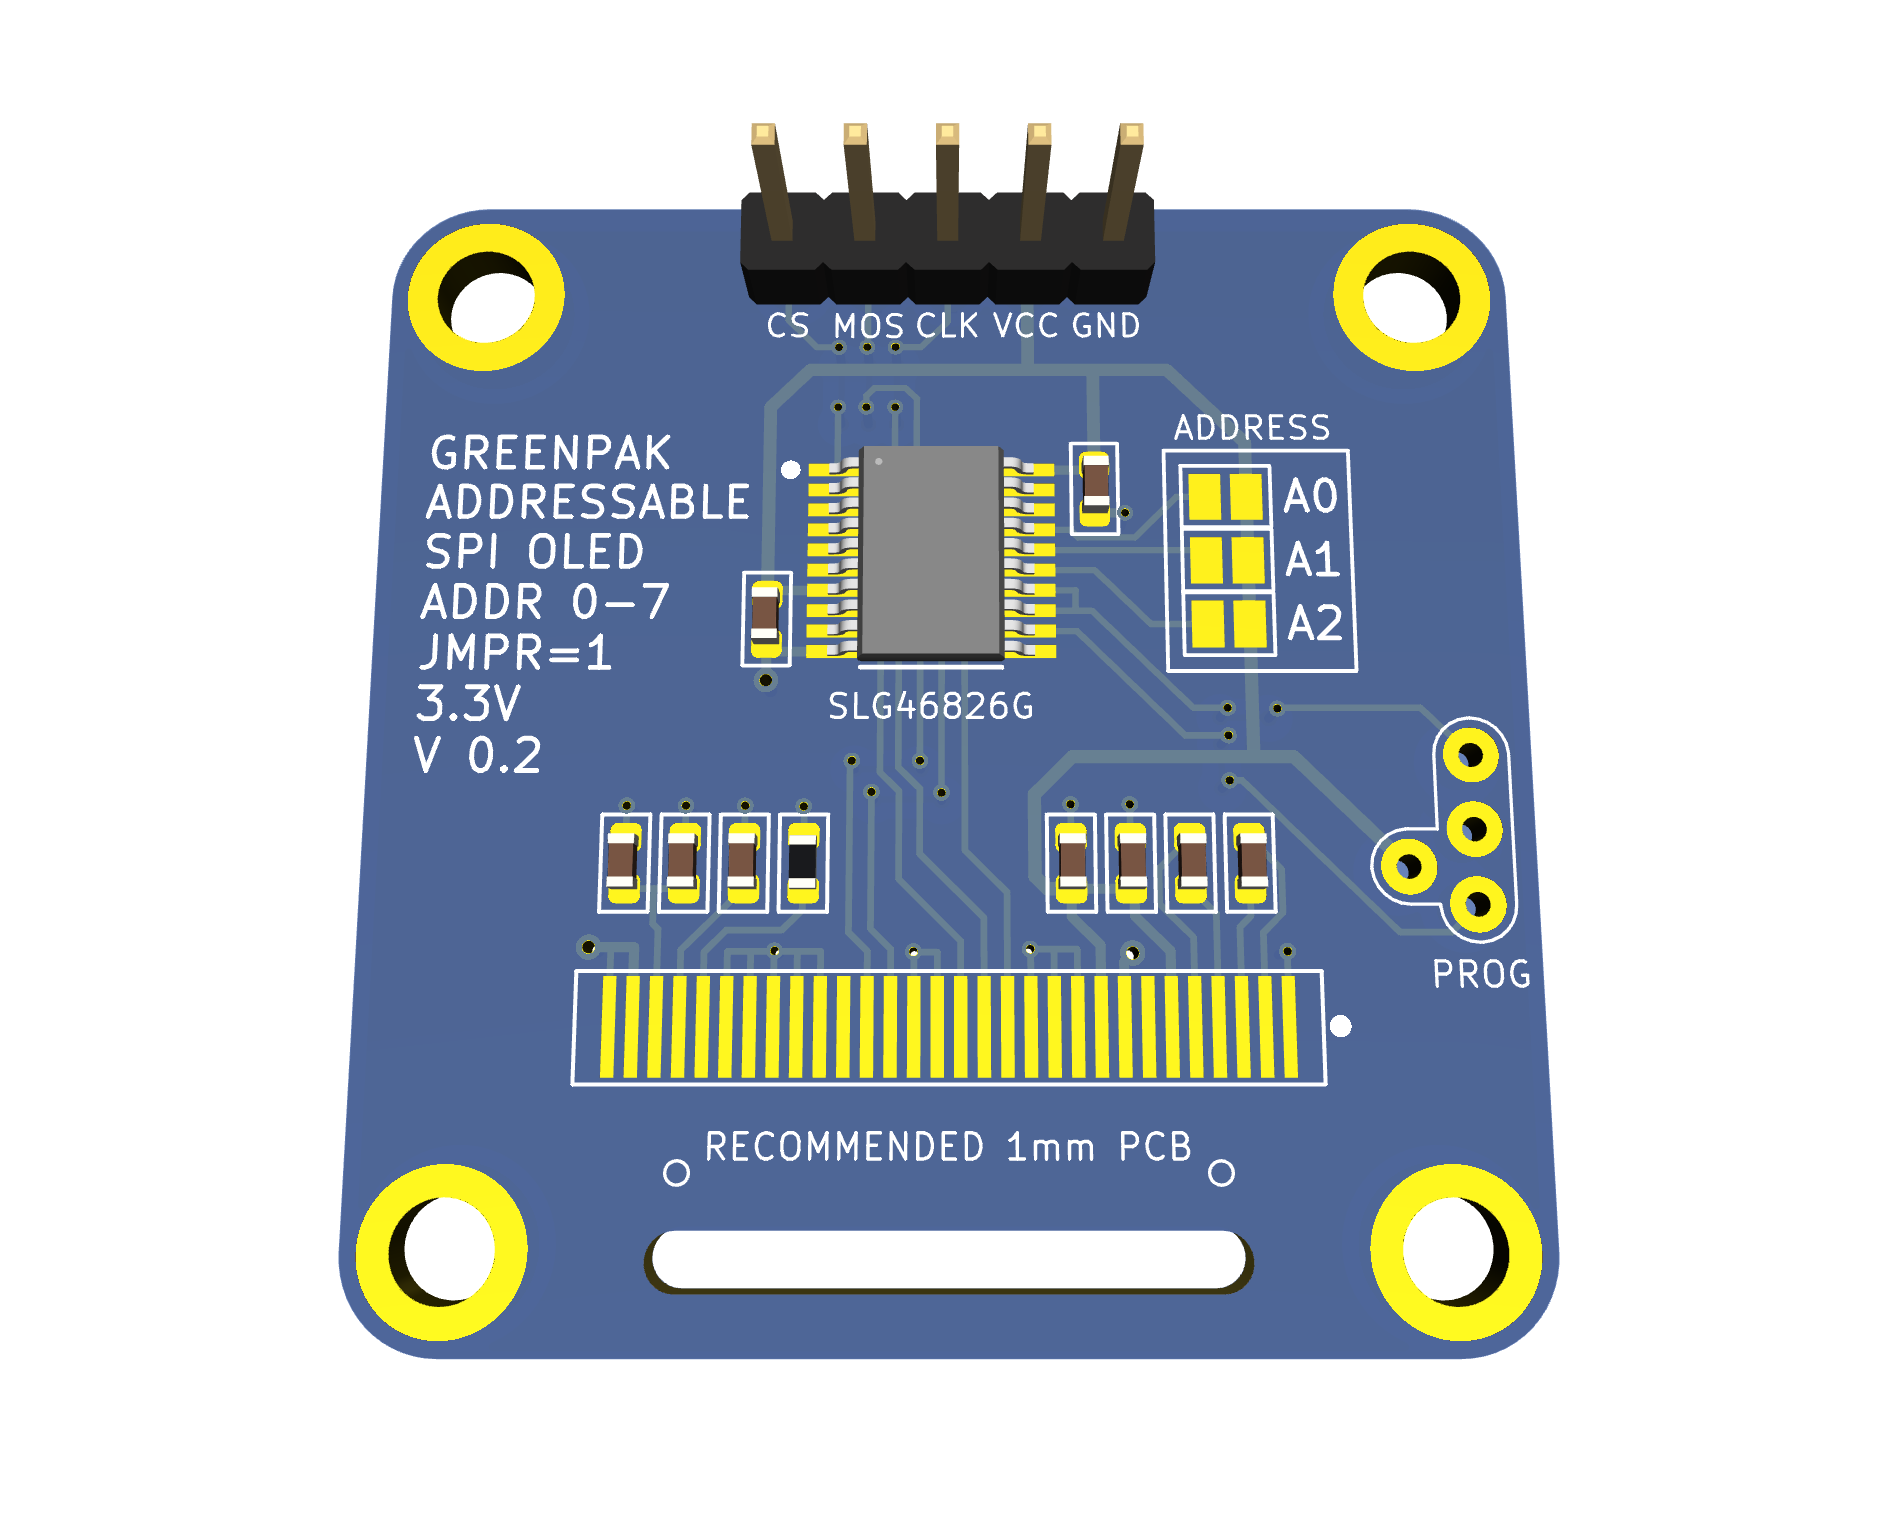 CS MOS CLK VCC GND
ADDRESS
A0
A1
A2
GREENPAK
ADDRESSABLE
SPI OLED
ADDR 0-7
JMPR=1
3.3V
V 0.2
SLG46826G
PROG
RECOMMENDED 1mm PCB